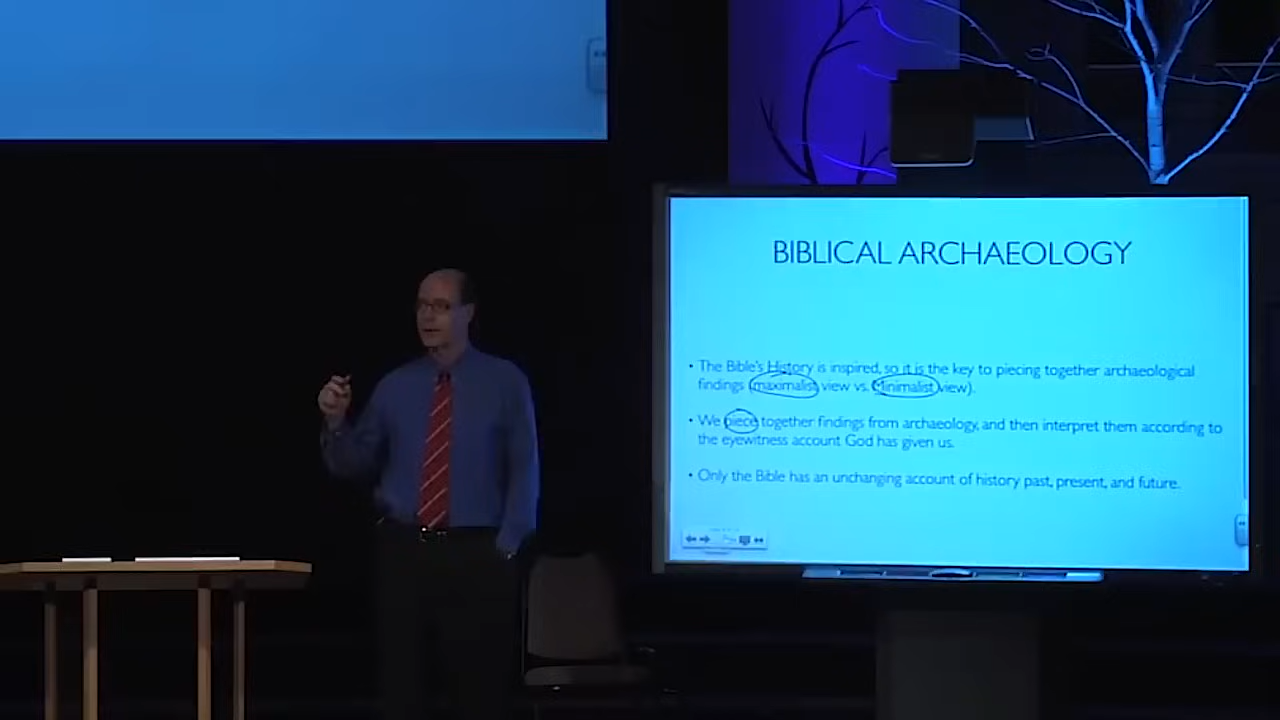 BIBLICAL ARCHAEOLOGY
• The Bible's History is inspired, so it is the key to piecing together archaeological
findings (maximalist view vs. Minimalist view).
• We piece together findings from archaeology, and then interpret them according to
the eyewitness account God has given us.
• Only the Bible has an unchanging account of history past, present, and future.